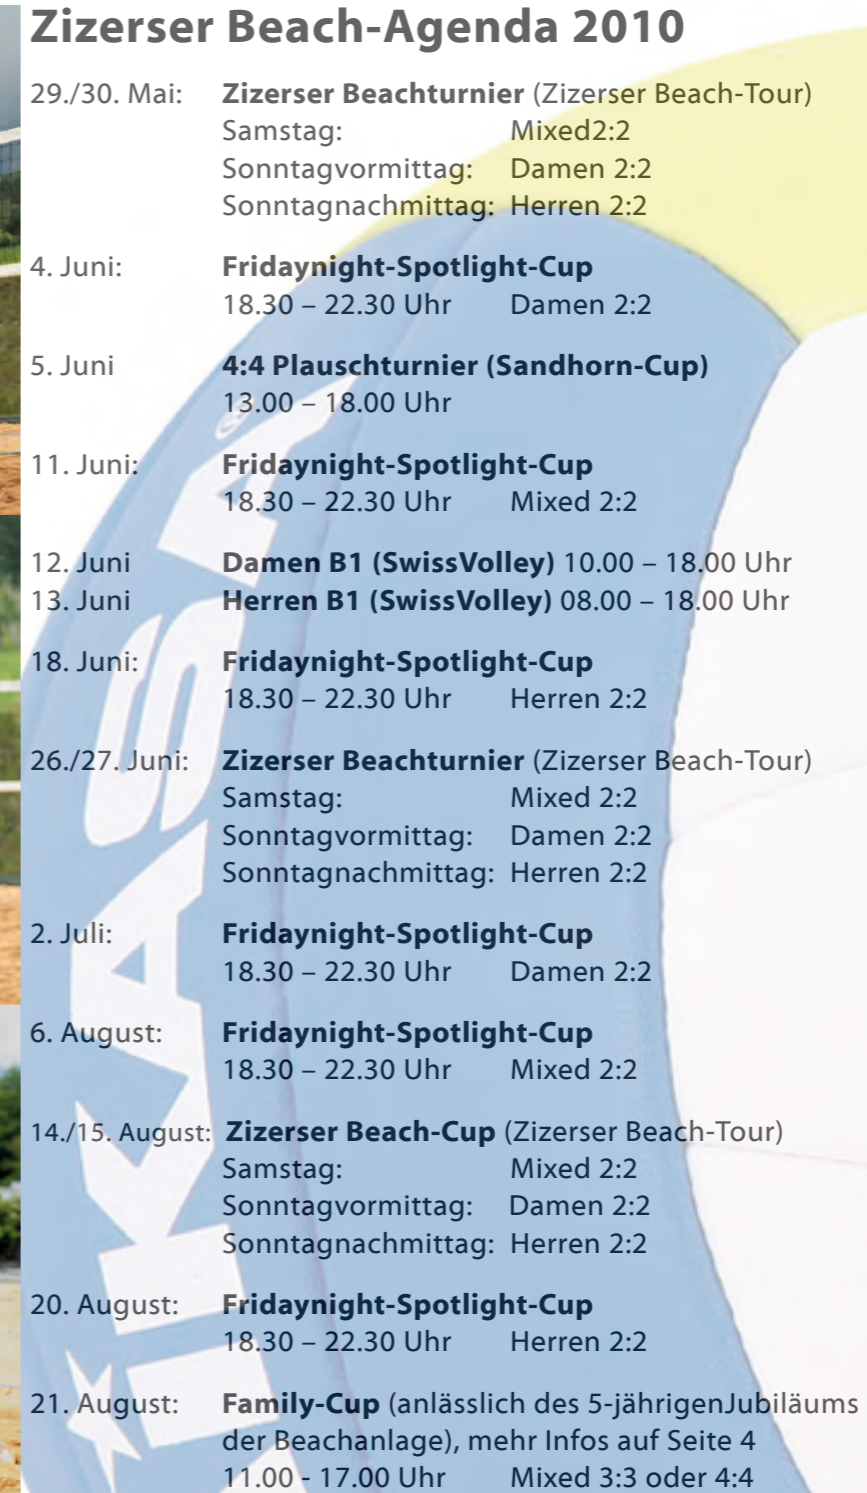 Zizerser Beach-Agenda 2010
29./30. Mai: Zizerser Beachturnier (Zizerser Beach-Tour)
Samstag: Mixed2:2
Sonntagvormittag: Damen 2:2
Sonntagnachmittag: Herren 2:2
4. Juni: Fridaynight-Spotlight-Cup
18.30 – 22.30 Uhr Damen 2:2
5. Juni 4:4 Plauschturnier (Sandhorn-Cup)
13.00 – 18.00 Uhr
11. Juni: Fridaynight-Spotlight-Cup
18.30 – 22.30 Uhr Mixed 2:2
12. Juni Damen B1 (SwissVolley) 10.00 – 18.00 Uhr
13. Juni Herren B1 (SwissVolley) 08.00 – 18.00 Uhr
18. Juni: Fridaynight-Spotlight-Cup
18.30 – 22.30 Uhr Herren 2:2
26./27. Juni: Zizerser Beachturnier (Zizerser Beach-Tour)
Samstag: Mixed 2:2
Sonntagvormittag: Damen 2:2
Sonntagnachmittag: Herren 2:2
2. Juli: Fridaynight-Spotlight-Cup
18.30 – 22.30 Uhr Damen 2:2
6. August: Fridaynight-Spotlight-Cup
18.30 – 22.30 Uhr Mixed 2:2
14./15. August: Zizerser Beach-Cup (Zizerser Beach-Tour)
Samstag: Mixed 2:2
Sonntagvormittag: Damen 2:2
Sonntagnachmittag: Herren 2:2
20. August: Fridaynight-Spotlight-Cup
18.30 – 22.30 Uhr Herren 2:2
21. August: Family-Cup (anlässlich des 5-jährigenJubiläums
der Beachanlage), mehr Infos auf Seite 4
11.00 - 17.00 Uhr Mixed 3:3 oder 4:4
iKASA®